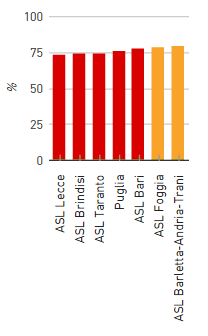 100
75
50
25
0
%
ASL Lecce
ASL Brindisi
ASL Taranto
Puglia
ASL Bari
ASL Foggia
ASL Barletta-Andria-Trani